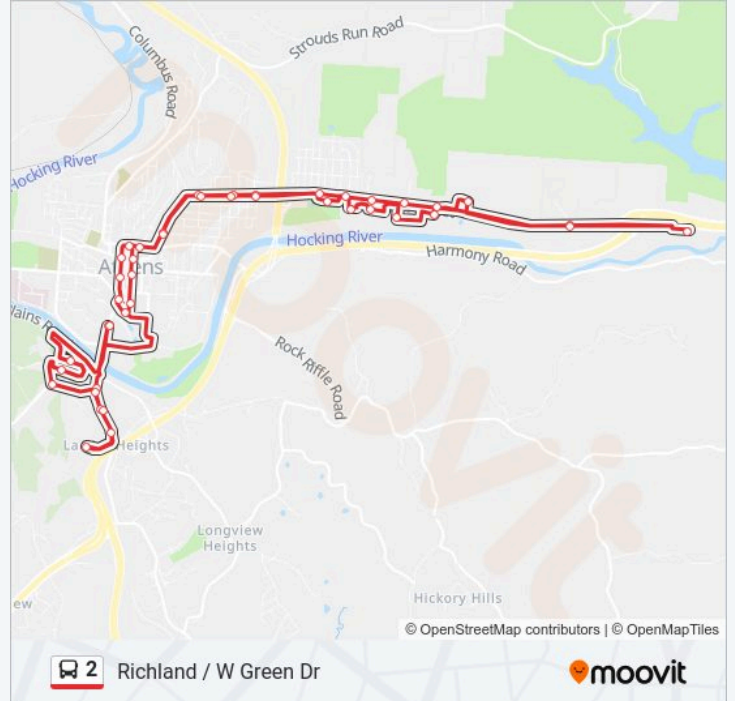 Strouds Run Road
Columbus Road
Hocking River
Hocking River
Harmony Road
Athens
Rock Riffle Road
Heights
Longview
Heights
Hickory Hills
© OpenStreetMap contributors | © OpenMapTiles
2 Richland / W Green Dr
moovit
moovit